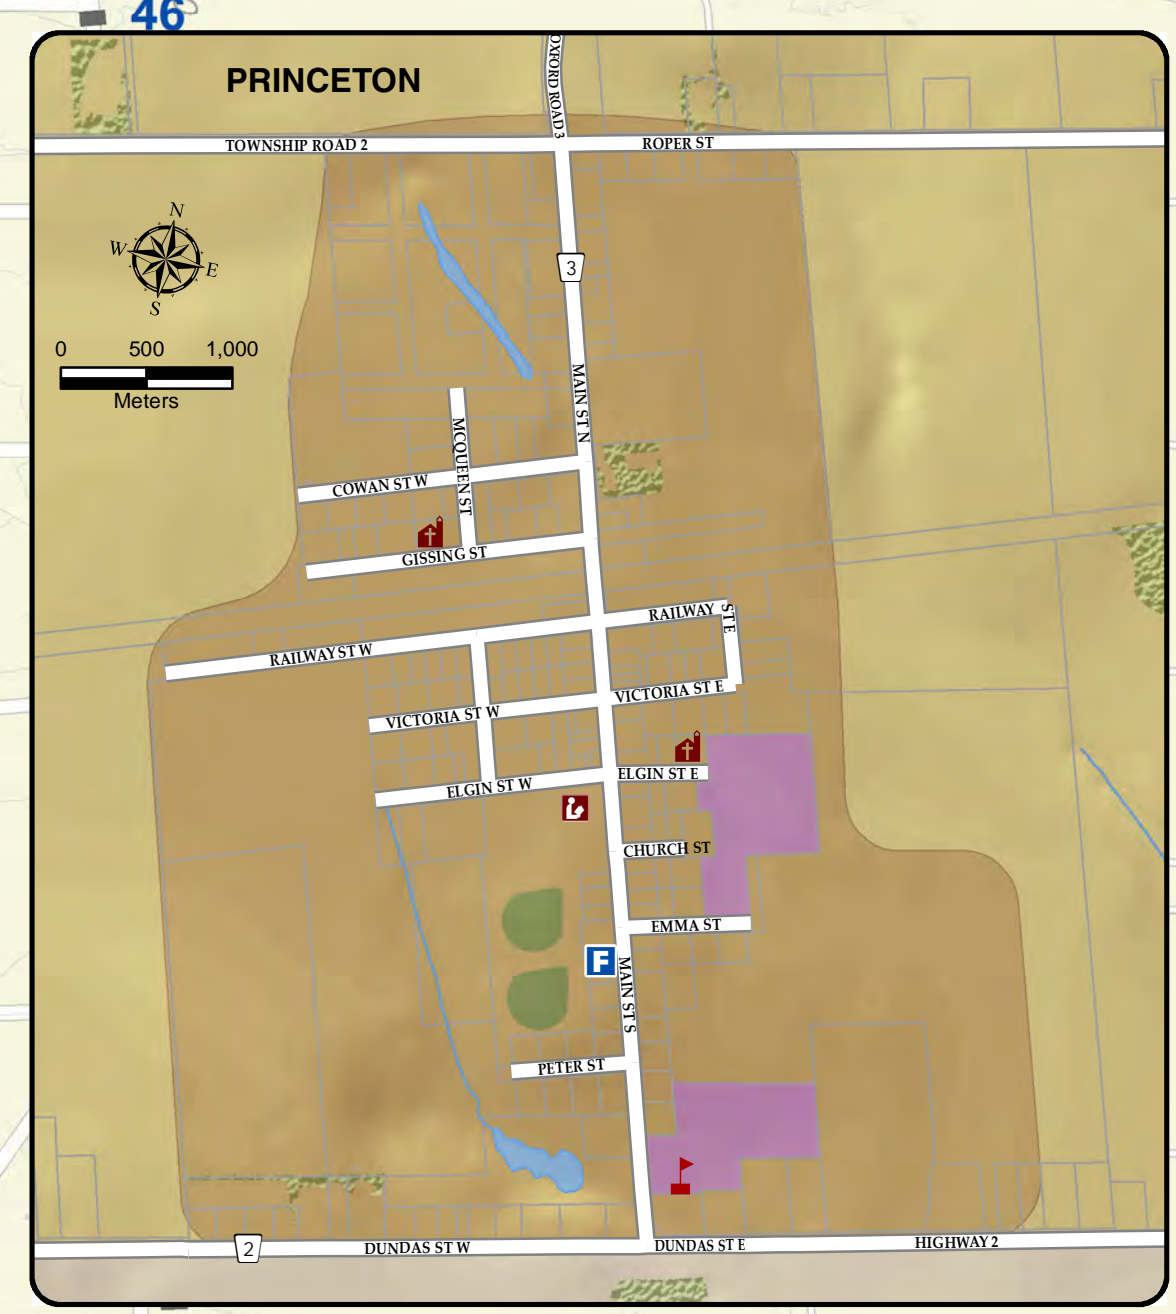 46
PRINCETON
OXFORD ROAD 3
TOWNSHIP ROAD 2
ROPER ST
N
W
E
S
3
0 500 1,000
Meters
MAIN ST N
MCQUEEN ST
COWAN ST W
GISSING ST
RAILWAY ST E
RAILWAY ST W
VICTORIA ST E
VICTORIA ST W
ELGIN ST E
ELGIN ST W
CHURCH ST
EMMA ST
F
MAIN ST S
PETER ST
2
DUNDAS ST W
DUNDAS ST E
HIGHWAY 2